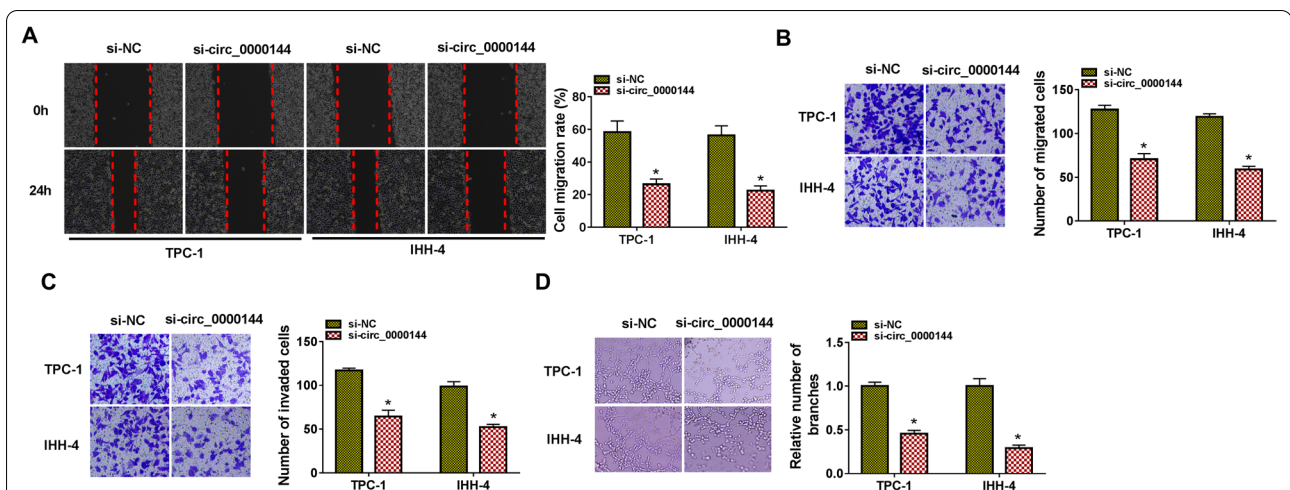 A
si-NC si-circ_0000144 si-NC si-circ_0000144
0h
24h
TPC-1 IHH-4
si-NC
si-circ_0000144
Cell migration rate (%)
80
60
40
20
0
* *
TPC-1 IHH-4
B
si-NC si-circ_0000144
TPC-1
IHH-4
si-NC
si-circ_0000144
Number of migrated cells
150
100
50
0
* *
TPC-1 IHH-4
C
si-NC si-circ_0000144
TPC-1
IHH-4
si-NC
si-circ_0000144
Number of invaded cells
150
100
50
0
* *
TPC-1 IHH-4
D
si-NC si-circ_0000144
TPC-1
IHH-4
si-NC
si-circ_0000144
Relative number of
branches
1.5
1.0
0.5
0.0
* *
TPC-1 IHH-4